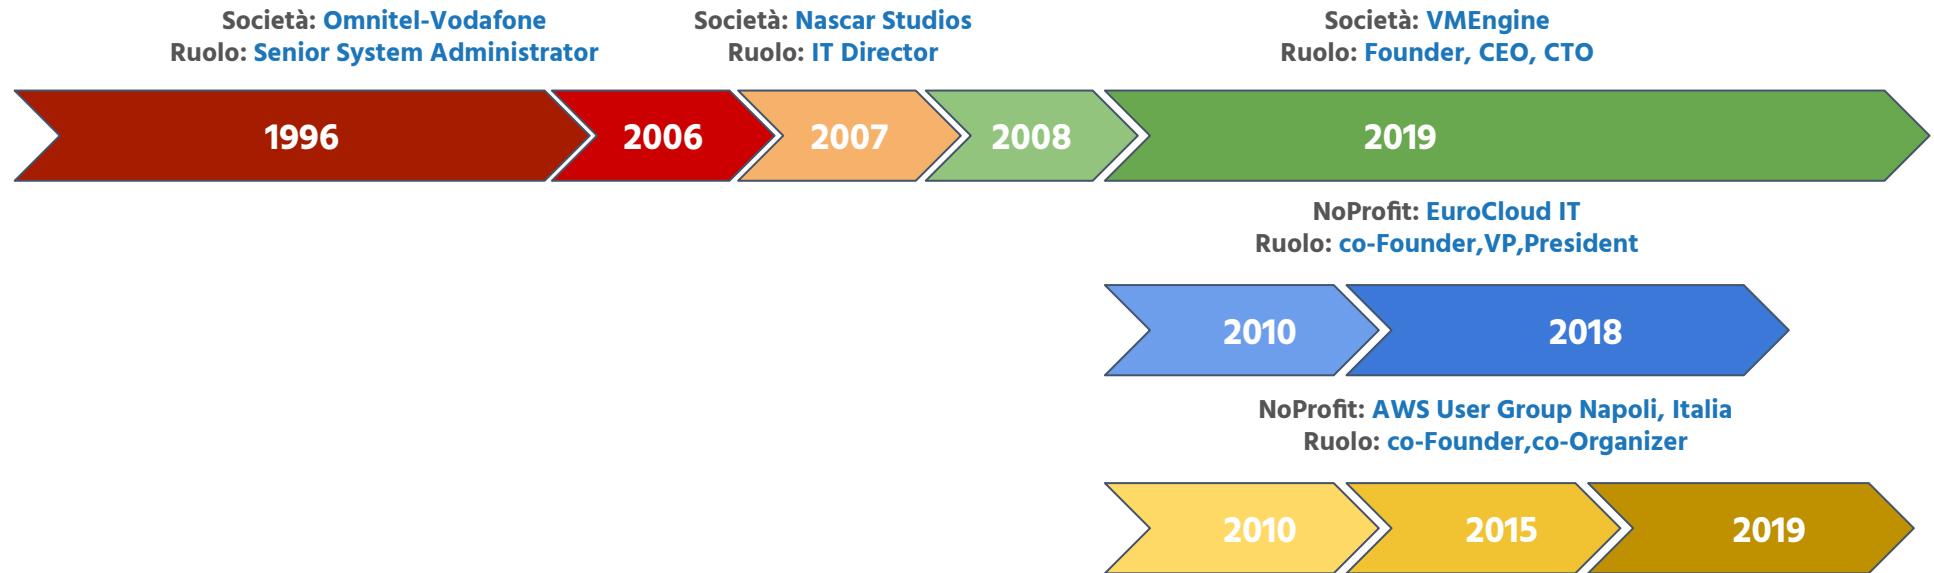 Società: Omnitel-Vodafone
Ruolo: Senior System Administrator
Società: Nascar Studios
Ruolo: IT Director
Società: VMEngine
Ruolo: Founder, CEO, CTO
1996
2006
2007
2008
2019
NoProfit: EuroCloud IT
Ruolo: co-Founder,VP,President
2010
2018
NoProfit: AWS User Group Napoli, Italia
Ruolo: co-Founder,co-Organizer
2010
2015
2019